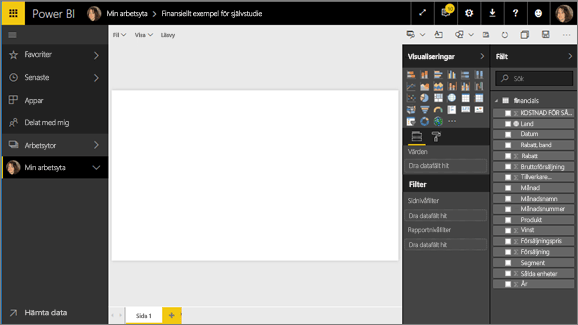 Power BI
Min arbetsyta > Finansiellt exempel för självstudie
10
Favoriter
Senaste
Appar
Delat med mig
Arbetsytor
Min arbetsyta
Hämta data
Fil
Visa
Läsvy
Sida 1
Visualiseringar
Värden
Dra datafält hit
Filter
Sidnivåfilter
Dra datafält hit
Rapportnivåfilter
Dra datafält hit
Fält
Sök
financials
KOSTNAD FÖR SÅ...
Land
Datum
Rabatt, band
Rabatt
Bruttoförsäljning
Tillverkare...
Månad
Månadsnamn
Månadsnummer
Produkt
Vinst
Försäljningspris
Försäljning
Segment
Sålda enheter
År